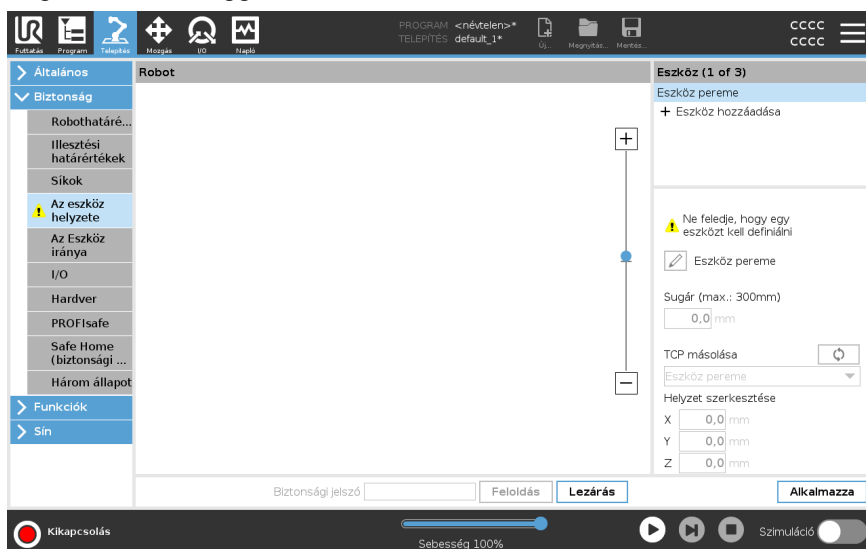 Futtatás Program Telepítés Mozgás I/O Napló
PROGRAM <névtelen>*
TELEPÍTÉS default_1*
Új... Megnyitás... Mentés...
CCCC
CCCC
Általános
Biztonság
Robothatáré...
Illesztési
határértékek
Síkok
Az eszköz
helyzete
Az Eszköz
iránya
I/O
Hardver
PROFIsafe
Safe Home
(biztonsági ...
Három állapot
Funkciók
Sín
Robot
Eszköz (1 of 3)
Eszköz pereme
+ Eszköz hozzáadása
Ne feledje, hogy egy
eszközt kell definiálni
Eszköz pereme
Sugár (max.: 300mm)
0,0 mm
TCP másolása
Eszköz pereme
Helyzet szerkesztése
X 0,0 mm
Y 0,0 mm
Z 0,0 mm
Biztonsági jelszó Feloldás Lezárás Alkalmazza
Kikapcsolás
Sebesség 100%
Szimuláció